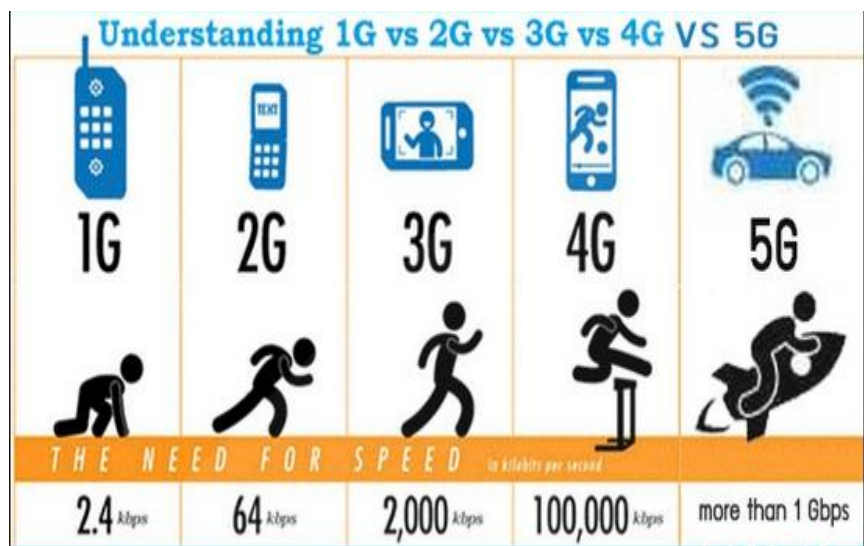 Understanding 1G vs 2G vs 3G vs 4G VS 5G
TEXT
1G 2G 3G 4G 5G
THE NEED FOR SPEED in kilobits per second
2.4 kbps 64 kbps 2,000 kbps 100,000 kbps more than 1 Gbps